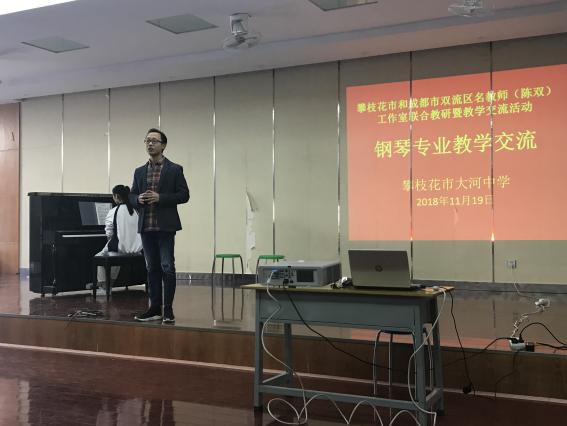 攀枝花市和成都市双流区名教师（陈双）
工作室联合教研暨教学交流活动
钢琴专业教学交流
攀枝花市大河中学
2018年11月19日